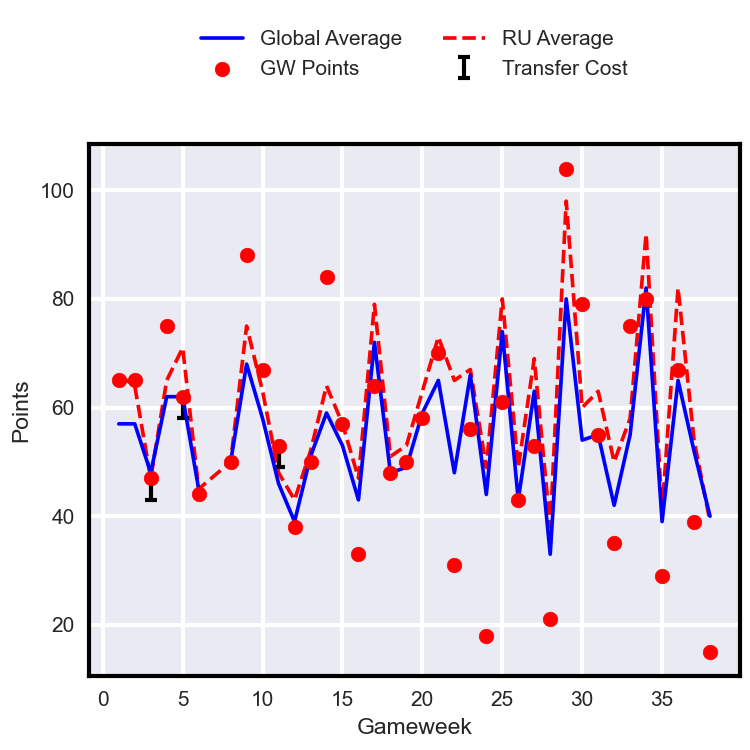 Global Average
RU Average
GW Points
Transfer Cost
100
80
60
40
20
Points
0 5 10 15 20 25 30 35
Gameweek